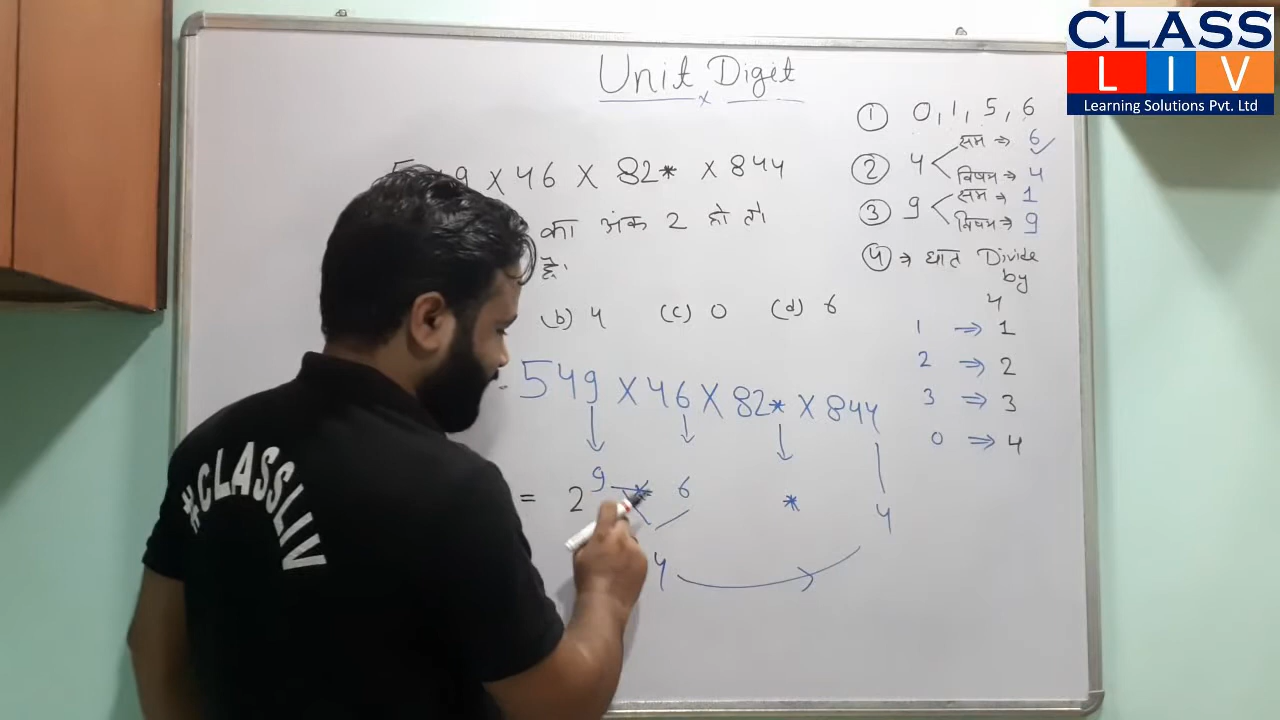 CLASS
LIV
Learning Solutions Pvt. Ltd
Unit Digit
x
549 X 46 X 82* X 844
का अंक 2 हो तो
है।
(b) 4 (c) 0 (d) 6
549 X 46 X 82* X 844
9 6 * 4
= 2
4
① 0, 1, 5, 6
② 4 सम ⇒ 6 ✓
विषम ⇒ 4
③ 9 सम ⇒ 1
विषम ⇒ 9
④ ⇒ घात Divide
by
4
1 ⇒ 1
2 ⇒ 2
3 ⇒ 3
0 ⇒ 4
#CLASSLIV